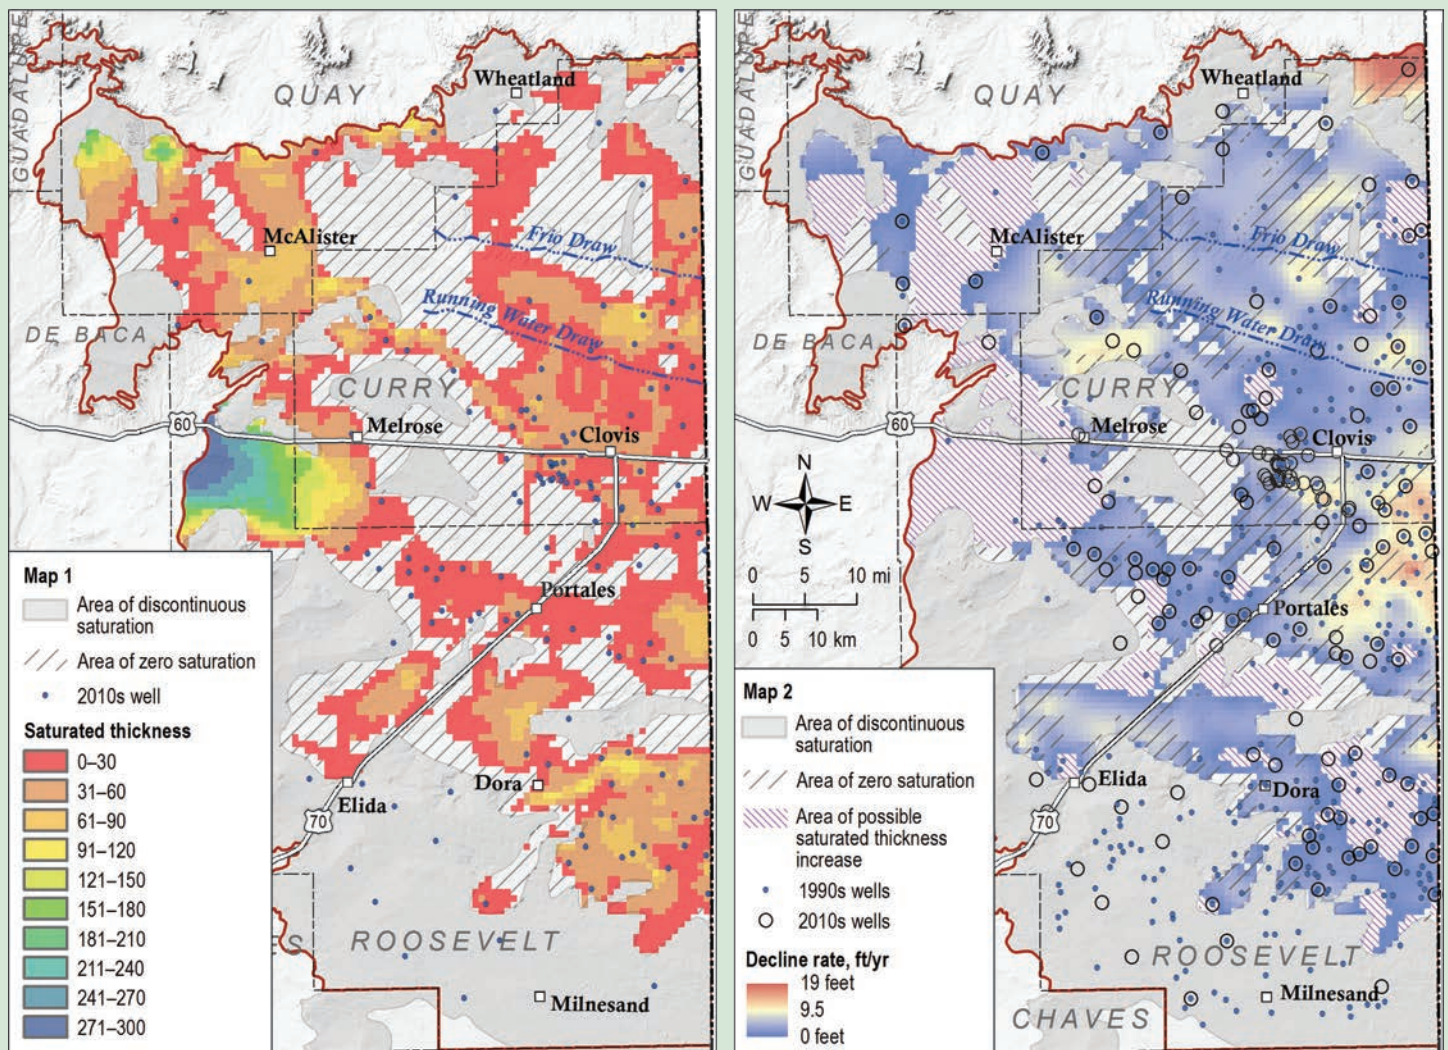 GUADALUPE
QUAY
Wheatland
McAlister
Frio Draw
Running Water Draw
DE BACA
CURRY
60
Melrose
Clovis
Portales
Elida
Dora
70
ROOSEVELT
Milnesand
ES
Map 1
Area of discontinuous
saturation
Area of zero saturation
2010s well
Saturated thickness
0–30
31–60
61–90
91–120
121–150
151–180
181–210
211–240
241–270
271–300
GUADALUPE
QUAY
Wheatland
McAlister
Frio Draw
Running Water Draw
DE BACA
CURRY
60
Melrose
Clovis
N
W
E
S
0 5 10 mi
0 5 10 km
Portales
Elida
Dora
70
ROOSEVELT
Milnesand
CHAVES
Map 2
Area of discontinuous
saturation
Area of zero saturation
Area of possible
saturated thickness
increase
1990s wells
2010s wells
Decline rate, ft/yr
19 feet
9.5
0 feet